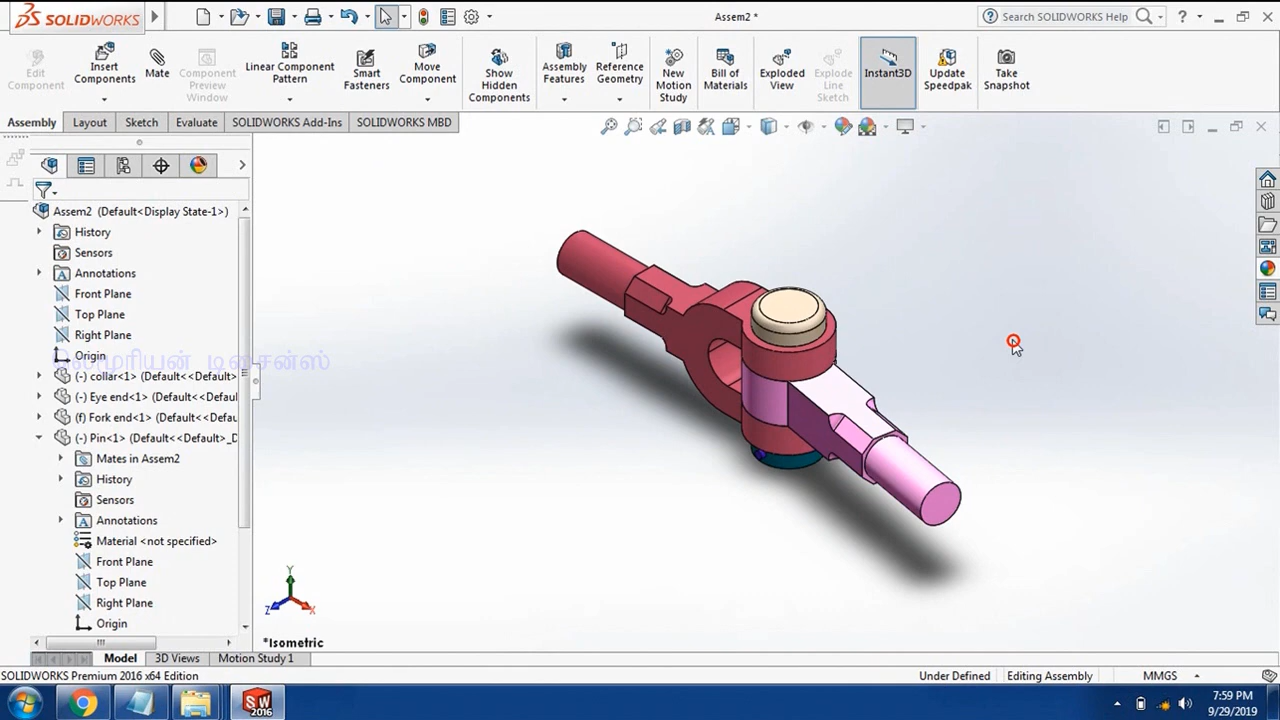 SOLIDWORKS
Assem2 *
Search SOLIDWORKS Help
Edit Component
Insert Components
Mate
Component Preview Window
Linear Component Pattern
Smart Fasteners
Move Component
Show Hidden Components
Assembly Features
Reference Geometry
New Motion Study
Bill of Materials
Exploded View
Explode Line Sketch
Instant3D
Update Speedpak
Take Snapshot
Assembly Layout Sketch Evaluate SOLIDWORKS Add-Ins SOLIDWORKS MBD
Assem2 (Default<Display State-1>)
History
Sensors
Annotations
Front Plane
Top Plane
Right Plane
Origin
லெமூரியன் டிசைன்ஸ்
(-) collar<1> (Default<<Default>
(-) Eye end<1> (Default<<Defaul
(f) Fork end<1> (Default<<Defau
(-) Pin<1> (Default<<Default>_D
Mates in Assem2
History
Sensors
Annotations
Material <not specified>
Front Plane
Top Plane
Right Plane
Origin
Y
Z
X
*Isometric
Model 3D Views Motion Study 1
SOLIDWORKS Premium 2016 x64 Edition
Under Defined Editing Assembly MMGS
SW
2016
7:59 PM
9/29/2019